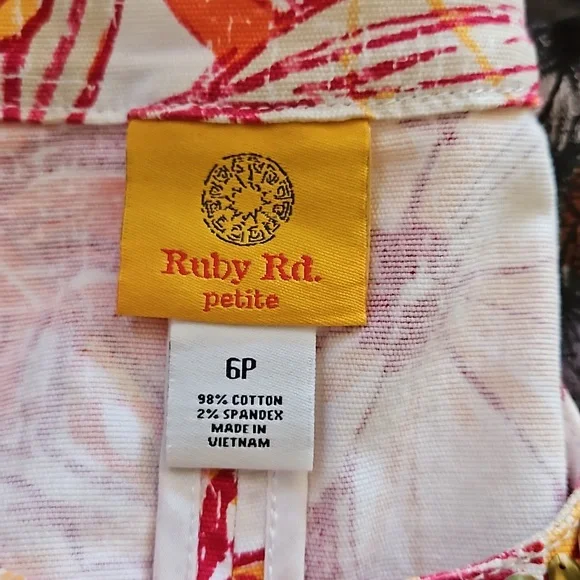 Ruby Rd.
petite
6P
98% COTTON
2% SPANDEX
MADE IN
VIETNAM